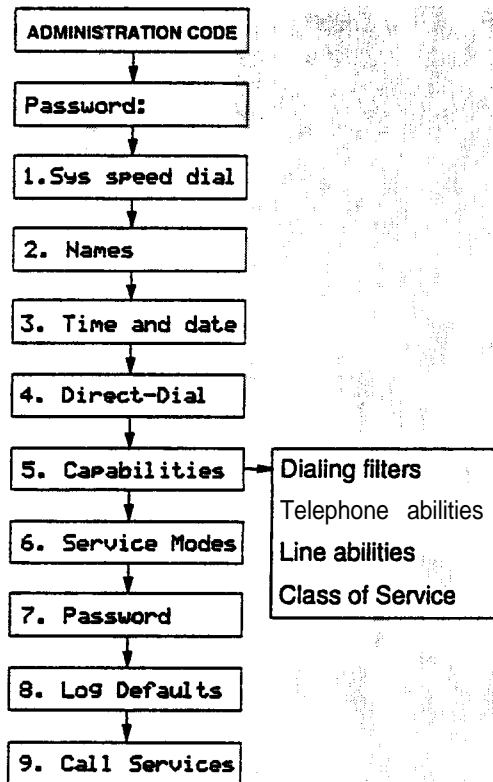 ADMINISTRATION CODE
Password:
1.Sys speed dial
2. Names
3. Time and date
4. Direct-Dial
5. Capabilities
Dialing filters
Telephone abilities
Line abilities
Class of Service
6. Service Modes
7. Password
8. Log Defaults
9. Call Services